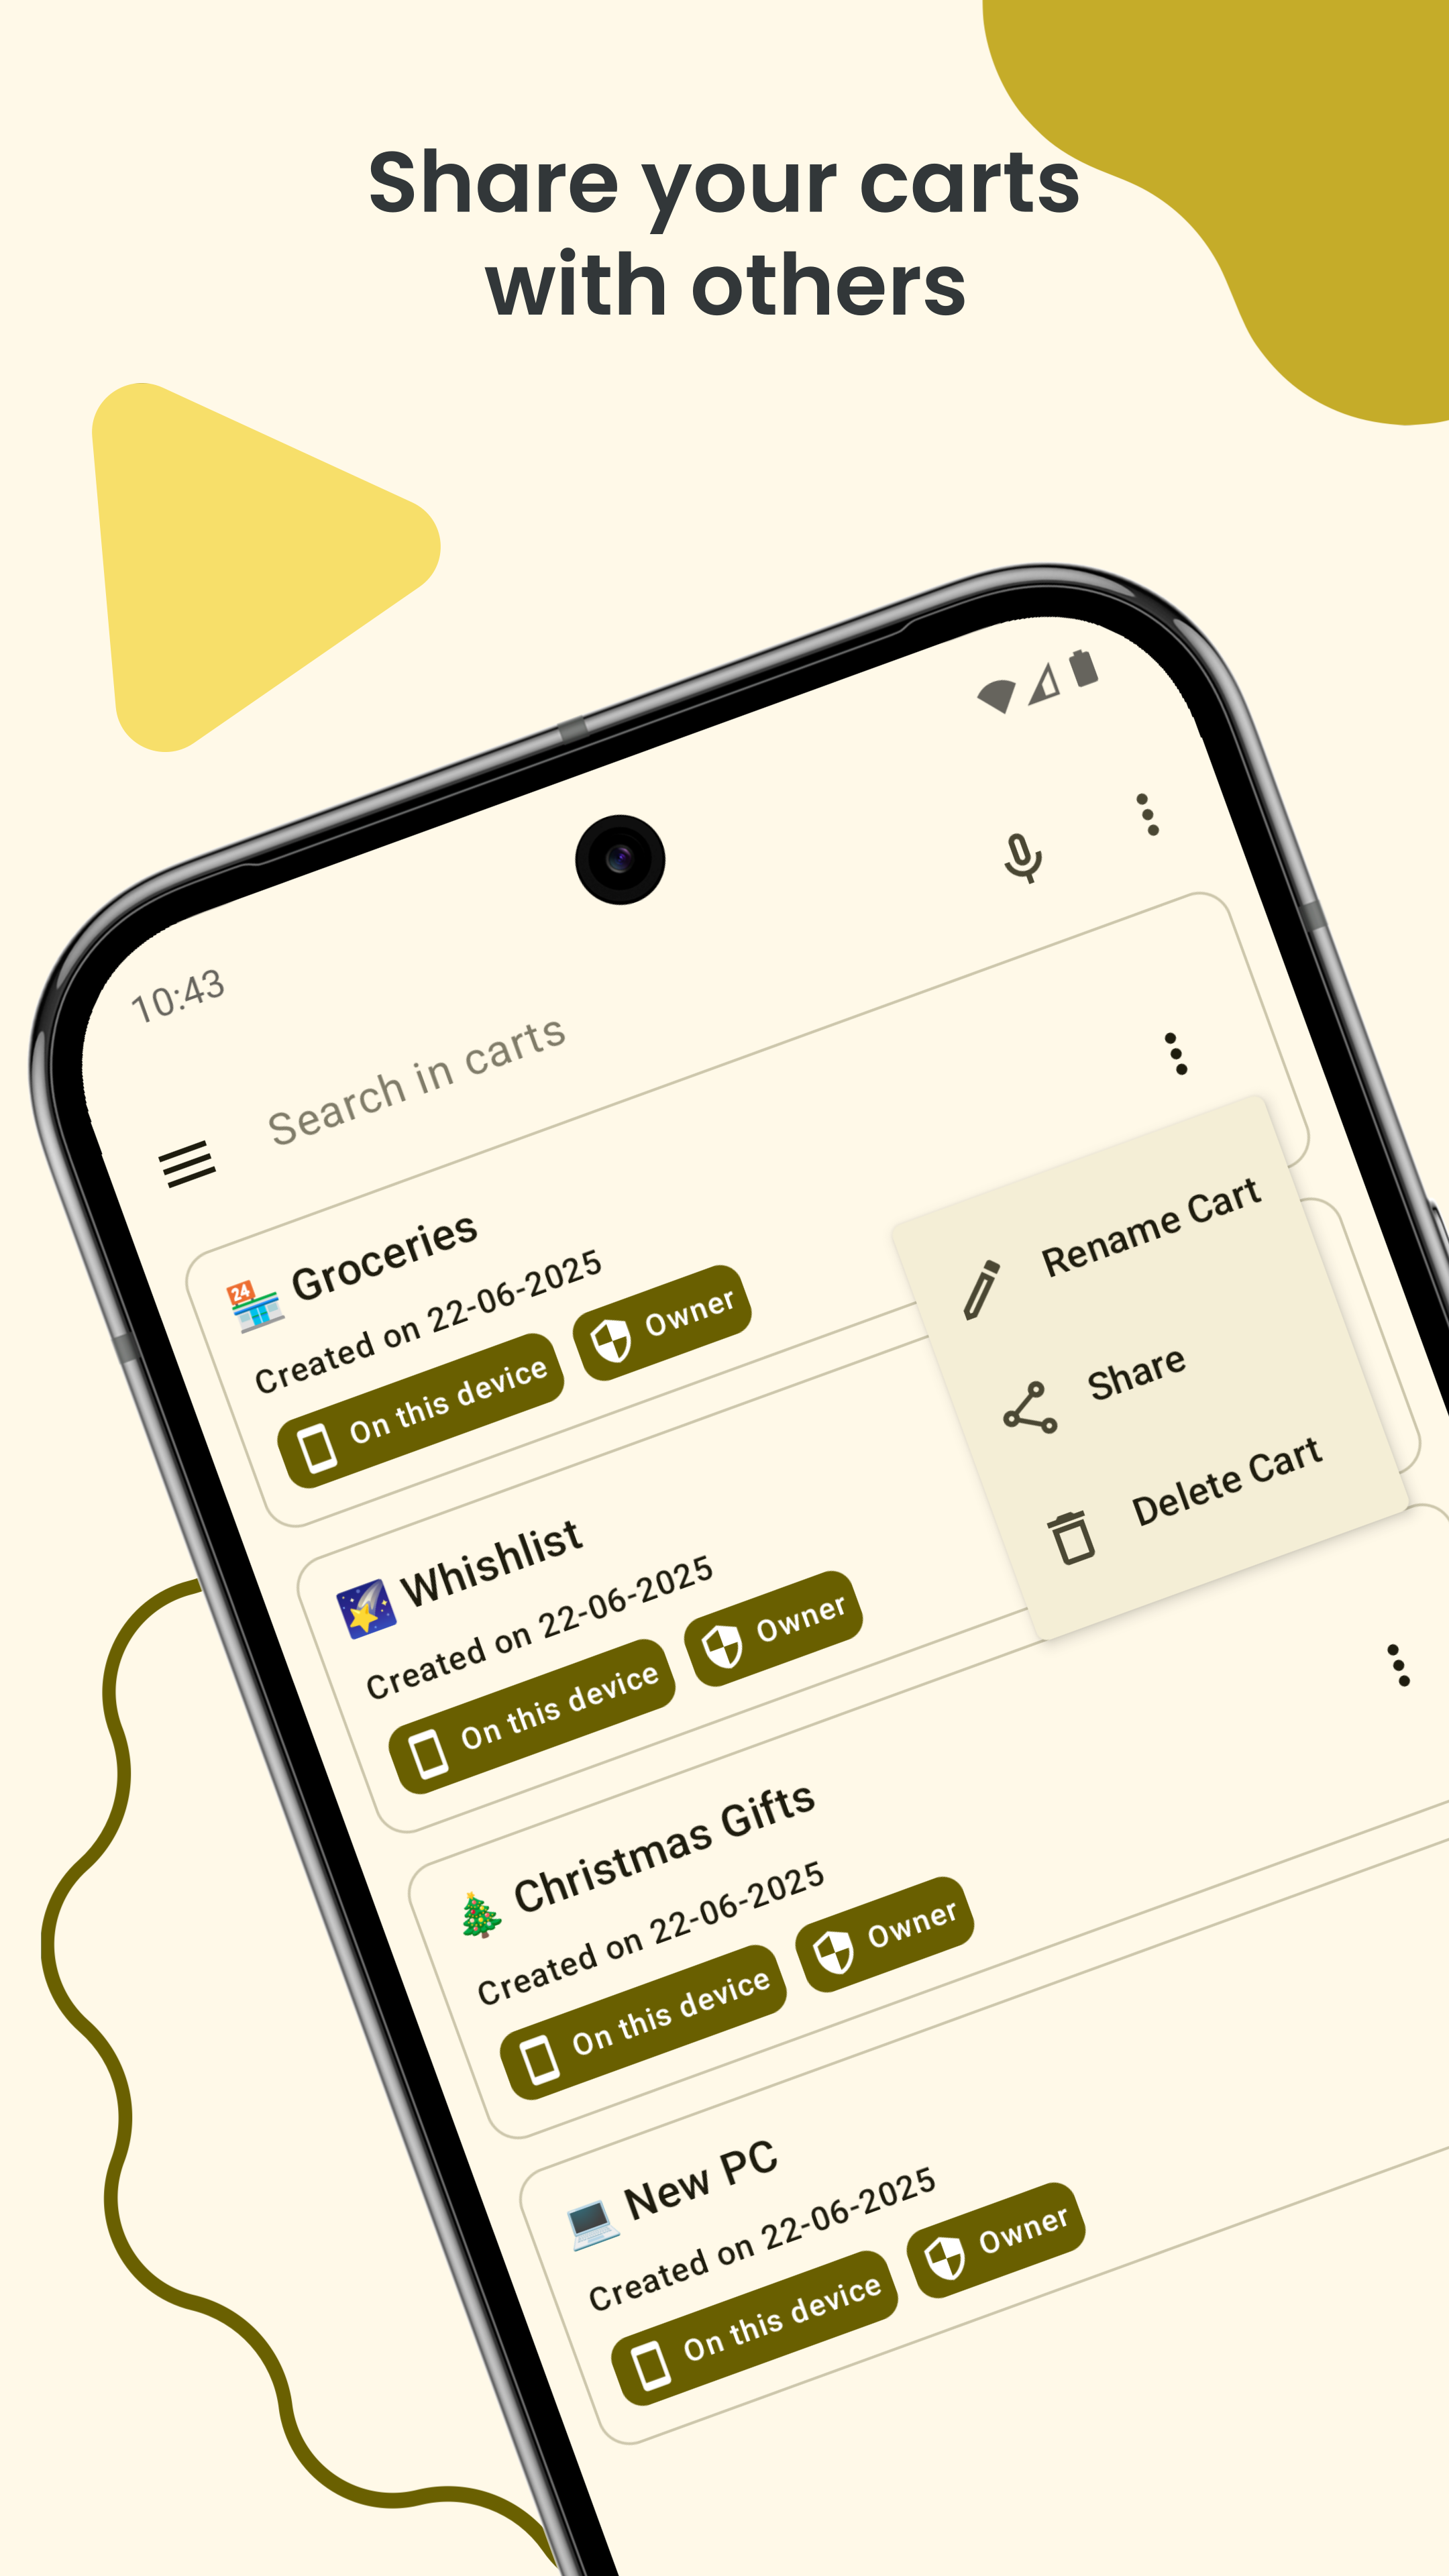 Share your carts
with others
10:43
Search in carts
24
Groceries
Created on 22-06-2025
On this device
Owner
Rename Cart
Share
Delete Cart
Whishlist
Created on 22-06-2025
On this device
Owner
Christmas Gifts
Created on 22-06-2025
On this device
Owner
New PC
Created on 22-06-2025
On this device
Owner